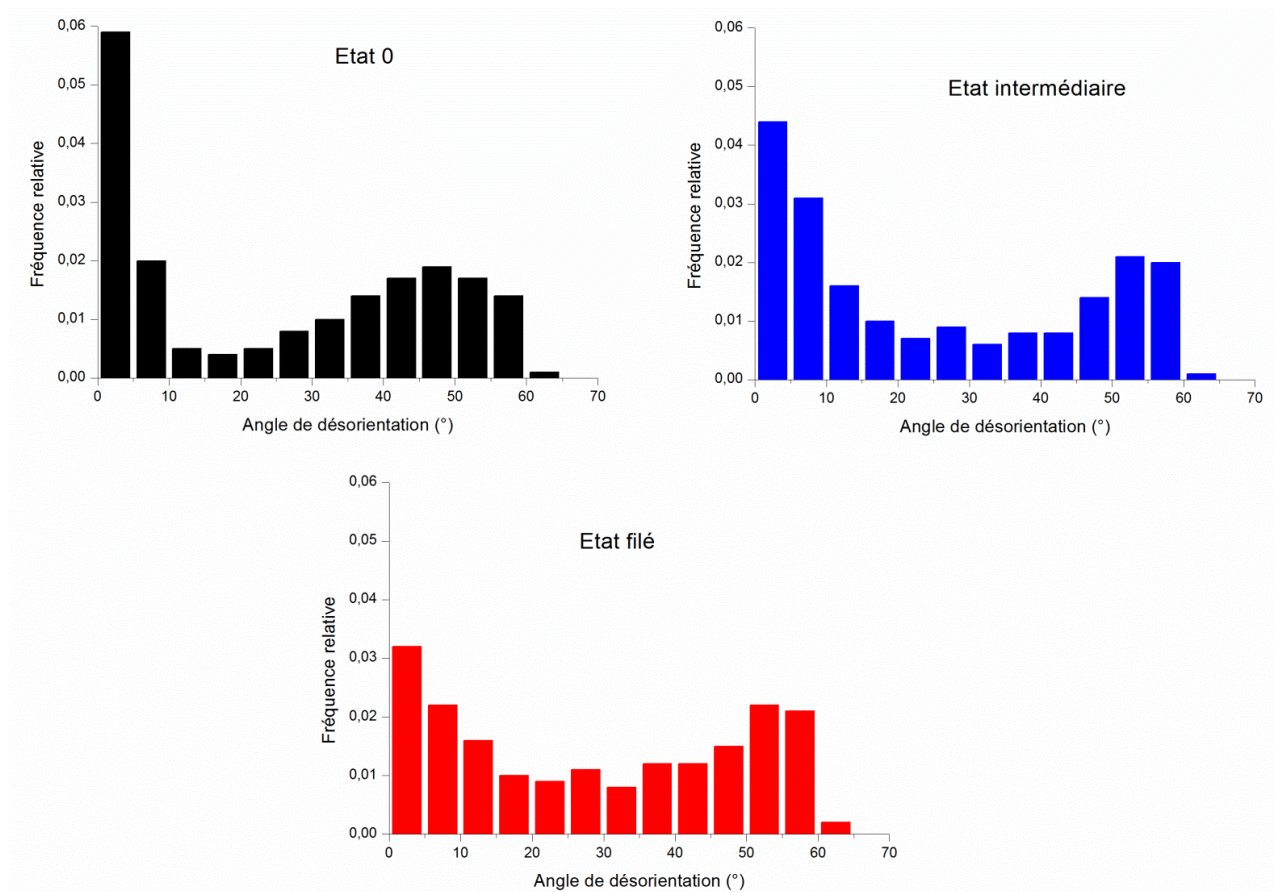 Etat 0
0,06
0,05
0,04
0,03
0,02
0,01
0,00
Fréquence relative
0 10 20 30 40 50 60 70
Angle de désorientation (°)
Etat intermédiaire
0,06
0,05
0,04
0,03
0,02
0,01
0,00
Fréquence relative
0 10 20 30 40 50 60 70
Angle de désorientation (°)
Etat filé
0,06
0,05
0,04
0,03
0,02
0,01
0,00
Fréquence relative
0 10 20 30 40 50 60 70
Angle de désorientation (°)